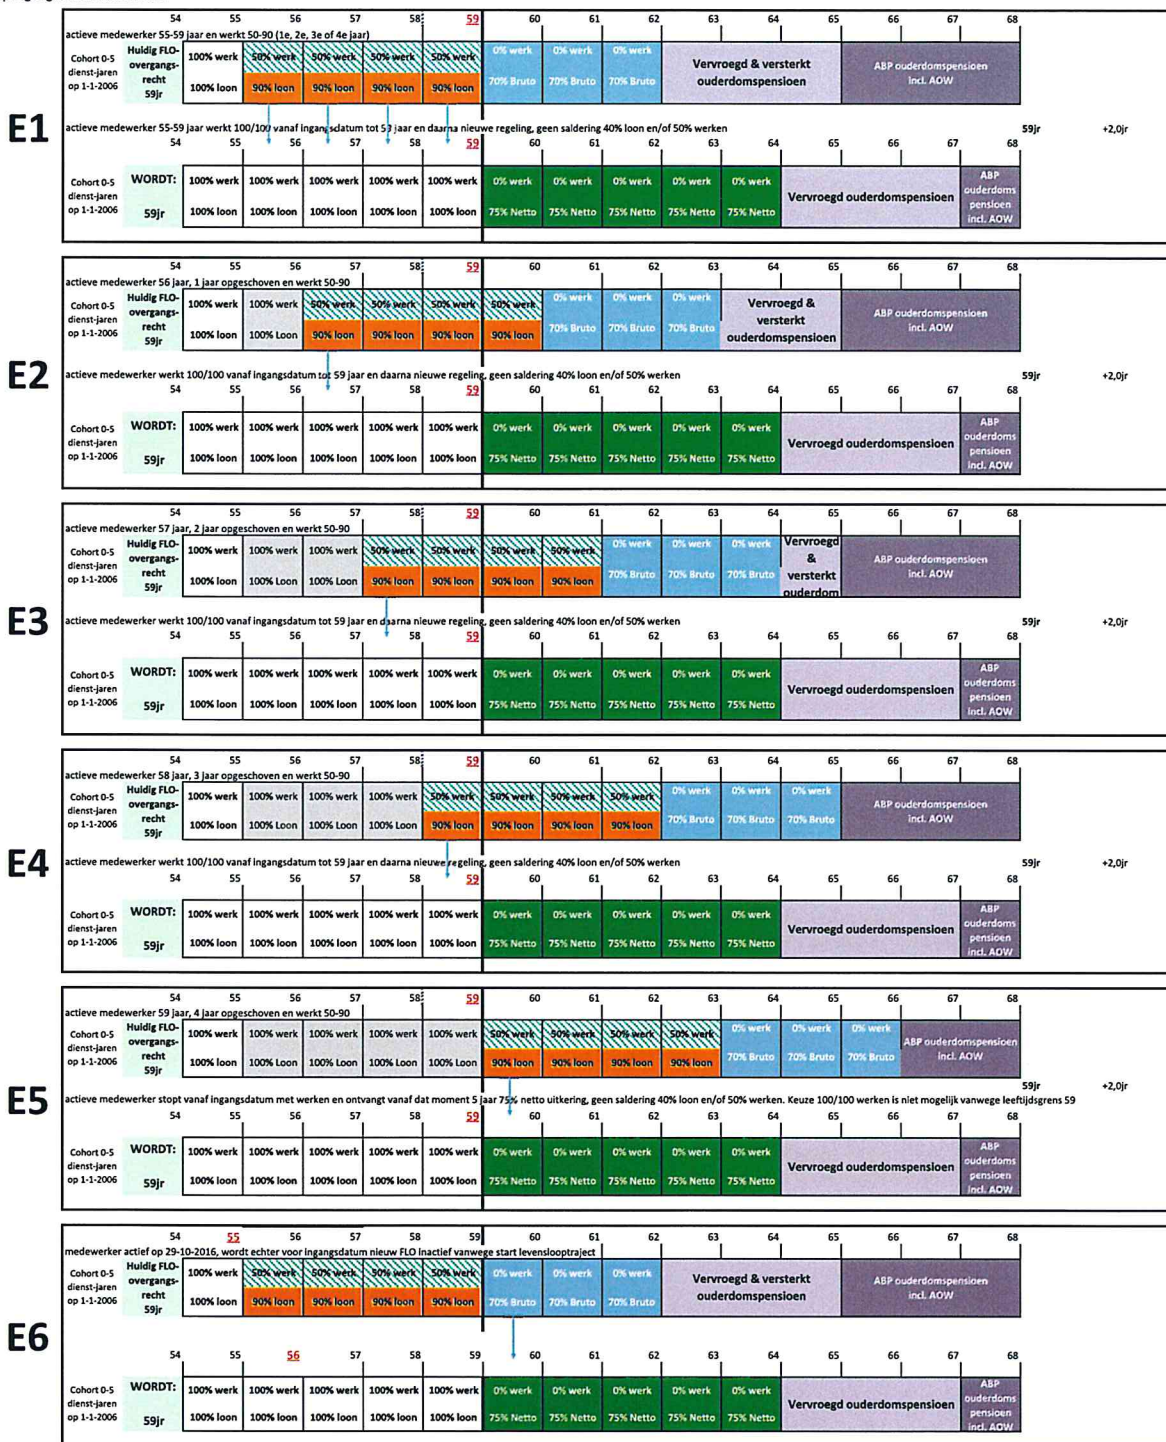 54 55 56 57 58 59 60 61 62 63 64 65 66 67 68
actieve medewerker 55-59 jaar en werkt 50-90 (1e, 2e, 3e of 4e jaar)
Cohort 0-5 dienst-jaren op 1-1-2006 Huidig FLO-overgangs-recht 59jr
100% werk 50% werk 50% werk 50% werk 50% werk 0% werk 0% werk 0% werk Vervroegd & versterkt ouderdomspensioen ABP ouderdomspensioen incl. AOW
100% loon 90% loon 90% loon 90% loon 90% loon 70% Bruto 70% Bruto 70% Bruto
E1
actieve medewerker 55-59 jaar werkt 100/100 vanaf ingangsdatum tot 59 jaar en daarna nieuwe regeling, geen saldering 40% loon en/of 50% werken 59jr +2,0jr
54 55 56 57 58 59 60 61 62 63 64 65 66 67 68
Cohort 0-5 dienst-jaren op 1-1-2006 WORDT: 59jr
100% werk 100% werk 100% werk 100% werk 100% werk 0% werk 0% werk 0% werk 0% werk 0% werk Vervroegd ouderdomspensioen ABP ouderdoms pensioen incl. AOW
100% loon 100% loon 100% loon 100% loon 100% loon 75% Netto 75% Netto 75% Netto 75% Netto 75% Netto
54 55 56 57 58 59 60 61 62 63 64 65 66 67 68
actieve medewerker 56 jaar, 1 jaar opgeschoven en werkt 50-90
Cohort 0-5 dienst-jaren op 1-1-2006 Huidig FLO-overgangs-recht 59jr
100% werk 100% werk 50% werk 50% werk 50% werk 50% werk 0% werk 0% werk 0% werk Vervroegd & versterkt ouderdomspensioen ABP ouderdomspensioen incl. AOW
100% loon 100% Loon 90% loon 90% loon 90% loon 90% loon 70% Bruto 70% Bruto 70% Bruto
E2
actieve medewerker werkt 100/100 vanaf ingangsdatum tot 59 jaar en daarna nieuwe regeling, geen saldering 40% loon en/of 50% werken 59jr +2,0jr
54 55 56 57 58 59 60 61 62 63 64 65 66 67 68
Cohort 0-5 dienst-jaren op 1-1-2006 WORDT: 59jr
100% werk 100% werk 100% werk 100% werk 100% werk 0% werk 0% werk 0% werk 0% werk 0% werk Vervroegd ouderdomspensioen ABP ouderdoms pensioen incl. AOW
100% loon 100% loon 100% loon 100% loon 100% loon 75% Netto 75% Netto 75% Netto 75% Netto 75% Netto
54 55 56 57 58 59 60 61 62 63 64 65 66 67 68
actieve medewerker 57 jaar, 2 jaar opgeschoven en werkt 50-90
Cohort 0-5 dienst-jaren op 1-1-2006 Huidig FLO-overgangs-recht 59jr
100% werk 100% werk 100% werk 50% werk 50% werk 50% werk 50% werk 0% werk 0% werk 0% werk Vervroegd & versterkt ouderdom ABP ouderdomspensioen incl. AOW
100% loon 100% Loon 100% Loon 90% loon 90% loon 90% loon 90% loon 70% Bruto 70% Bruto 70% Bruto
E3
actieve medewerker werkt 100/100 vanaf ingangsdatum tot 59 jaar en daarna nieuwe regeling, geen saldering 40% loon en/of 50% werken 59jr +2,0jr
54 55 56 57 58 59 60 61 62 63 64 65 66 67 68
Cohort 0-5 dienst-jaren op 1-1-2006 WORDT: 59jr
100% werk 100% werk 100% werk 100% werk 100% werk 0% werk 0% werk 0% werk 0% werk 0% werk Vervroegd ouderdomspensioen ABP ouderdoms pensioen incl. AOW
100% loon 100% loon 100% loon 100% loon 100% loon 75% Netto 75% Netto 75% Netto 75% Netto 75% Netto
54 55 56 57 58 59 60 61 62 63 64 65 66 67 68
actieve medewerker 58 jaar, 3 jaar opgeschoven en werkt 50-90
Cohort 0-5 dienst-jaren op 1-1-2006 Huidig FLO-overgangs-recht 59jr
100% werk 100% werk 100% werk 100% werk 50% werk 50% werk 50% werk 50% werk 0% werk 0% werk 0% werk ABP ouderdomspensioen incl. AOW
100% loon 100% Loon 100% Loon 100% Loon 90% loon 90% loon 90% loon 90% loon 70% Bruto 70% Bruto 70% Bruto
E4
actieve medewerker werkt 100/100 vanaf ingangsdatum tot 59 jaar en daarna nieuwe regeling, geen saldering 40% loon en/of 50% werken 59jr +2,0jr
54 55 56 57 58 59 60 61 62 63 64 65 66 67 68
Cohort 0-5 dienst-jaren op 1-1-2006 WORDT: 59jr
100% werk 100% werk 100% werk 100% werk 100% werk 0% werk 0% werk 0% werk 0% werk 0% werk Vervroegd ouderdomspensioen ABP ouderdoms pensioen incl. AOW
100% loon 100% loon 100% loon 100% loon 100% loon 75% Netto 75% Netto 75% Netto 75% Netto 75% Netto
54 55 56 57 58 59 60 61 62 63 64 65 66 67 68
actieve medewerker 59 jaar, 4 jaar opgeschoven en werkt 50-90
Cohort 0-5 dienst-jaren op 1-1-2006 Huidig FLO-overgangs-recht 59jr
100% werk 100% werk 100% werk 100% werk 100% werk 50% werk 50% werk 50% werk 50% werk 0% werk 0% werk 0% werk ABP ouderdomspensioen incl. AOW
100% loon 100% Loon 100% Loon 100% Loon 100% Loon 90% loon 90% loon 90% loon 90% loon 70% Bruto 70% Bruto 70% Bruto
59jr +2,0jr
E5
actieve medewerker stopt vanaf ingangsdatum met werken en ontvangt vanaf dat moment 5 jaar 75% netto uitkering, geen saldering 40% loon en/of 50% werken. Keuze 100/100 werken is niet mogelijk vanwege leeftijdsgrens 59
54 55 56 57 58 59 60 61 62 63 64 65 66 67 68
Cohort 0-5 dienst-jaren op 1-1-2006 WORDT: 59jr
100% werk 100% werk 100% werk 100% werk 100% werk 0% werk 0% werk 0% werk 0% werk 0% werk Vervroegd ouderdomspensioen ABP ouderdoms pensioen incl. AOW
100% loon 100% loon 100% loon 100% loon 100% loon 75% Netto 75% Netto 75% Netto 75% Netto 75% Netto
54 55 56 57 58 59 60 61 62 63 64 65 66 67 68
medewerker actief op 29-10-2016, wordt echter voor ingangsdatum nieuw FLO inactief vanwege start levenslooptraject
Cohort 0-5 dienst-jaren op 1-1-2006 Huidig FLO-overgangs-recht 59jr
100% werk 50% werk 50% werk 50% werk 50% werk 0% werk 0% werk 0% werk Vervroegd & versterkt ouderdomspensioen ABP ouderdomspensioen incl. AOW
100% loon 90% loon 90% loon 90% loon 90% loon 70% Bruto 70% Bruto 70% Bruto
E6
54 55 56 57 58 59 60 61 62 63 64 65 66 67 68
Cohort 0-5 dienst-jaren op 1-1-2006 WORDT: 59jr
100% werk 100% werk 100% werk 100% werk 100% werk 0% werk 0% werk 0% werk 0% werk 0% werk Vervroegd ouderdomspensioen ABP ouderdoms pensioen incl. AOW
100% loon 100% loon 100% loon 100% loon 100% loon 75% Netto 75% Netto 75% Netto 75% Netto 75% Netto